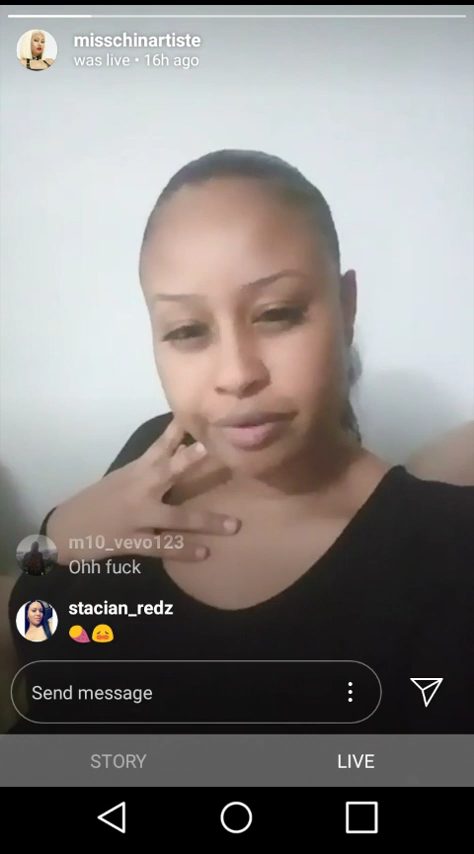 misschinartiste
was live • 16h ago
m10_vevo123
Ohh fuck
stacian_redz
Send message
STORY
LIVE